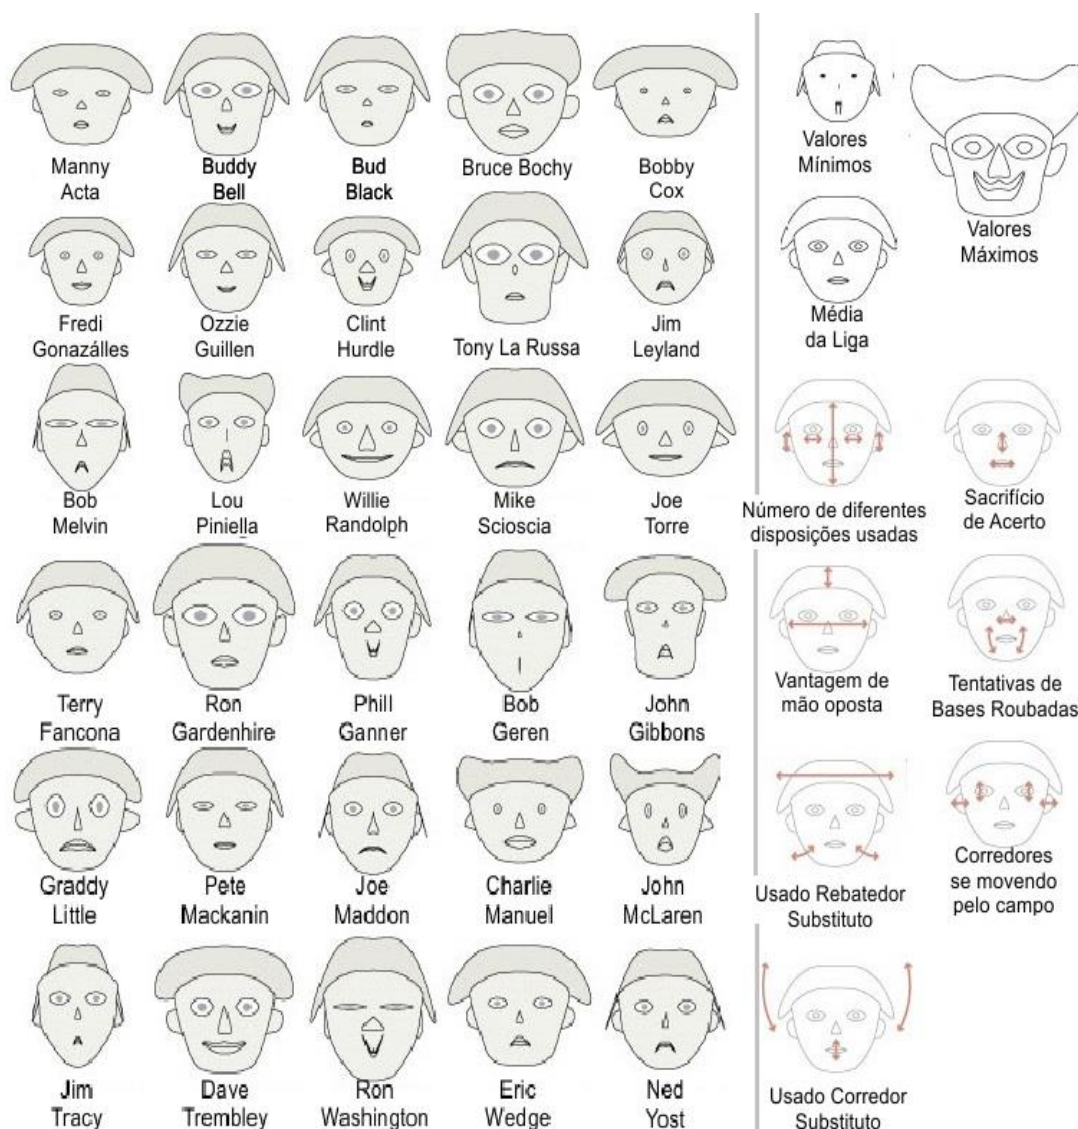 Manny
Acta
Buddy
Bell
Bud
Black
Bruce Bochy
Bobby
Cox
Fredi
Gonazálles
Ozzie
Guillen
Clint
Hurdle
Tony La Russa
Jim
Leyland
Bob
Melvin
Lou
Piniella
Willie
Randolph
Mike
Scioscia
Joe
Torre
Terry
Fancona
Ron
Gardenhire
Phill
Ganner
Bob
Geren
John
Gibbons
Graddy
Little
Pete
Mackanin
Joe
Maddon
Charlie
Manuel
John
McLaren
Jim
Tracy
Dave
Trembley
Ron
Washington
Eric
Wedge
Ned
Yost
Valores
Mínimos
Valores
Máximos
Média
da Liga
Número de diferentes
disposições usadas
Sacrifício
de Acerto
Vantagem de
mão oposta
Tentativas de
Bases Roubadas
Usado Rebatedor
Substituto
Corredores
se movendo
pelo campo
Usado Corredor
Substituto